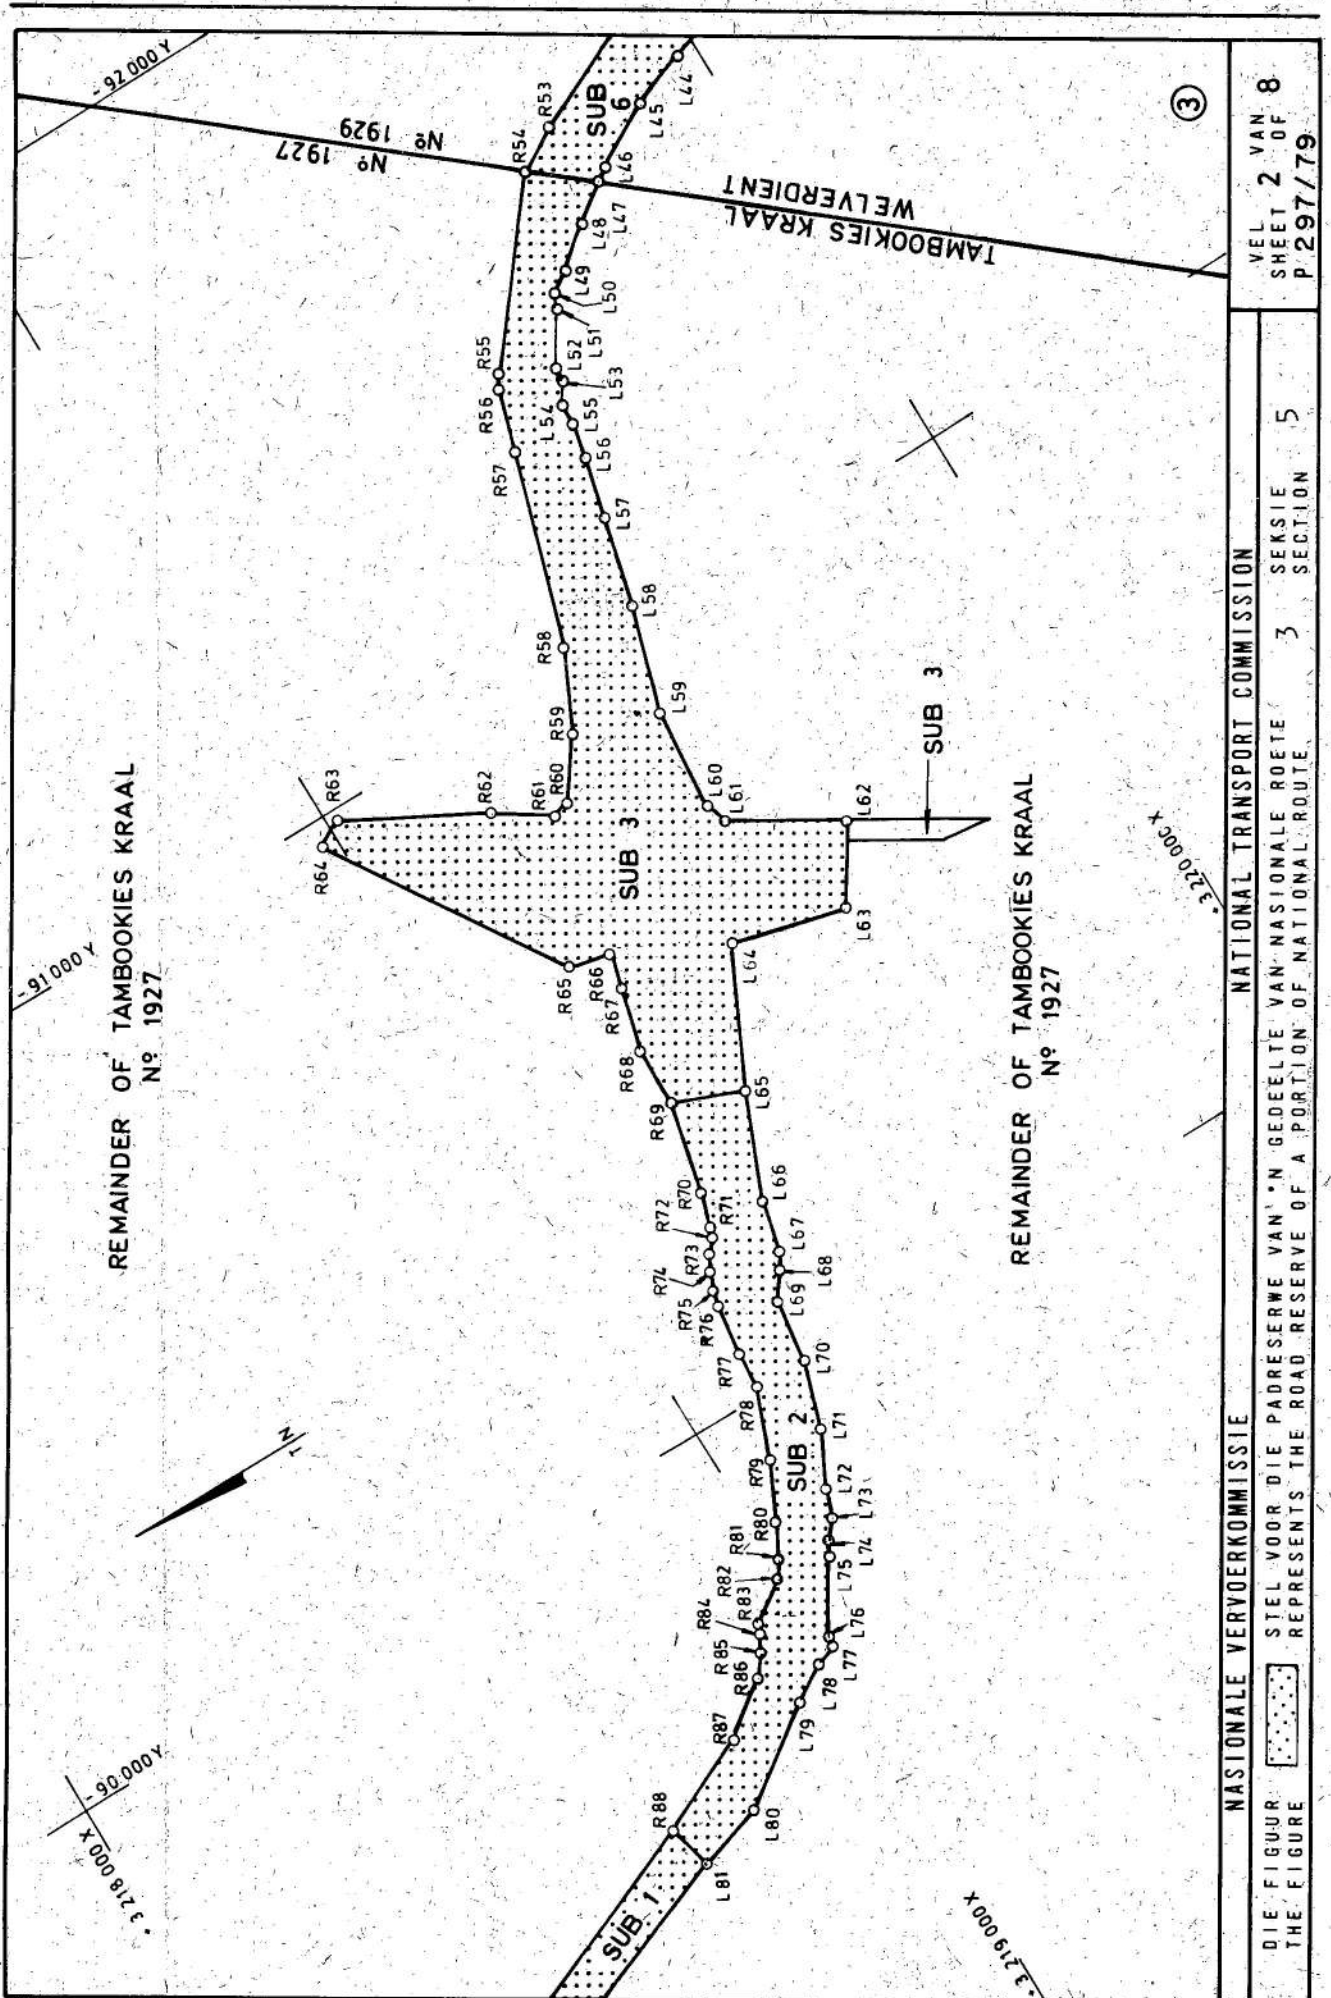 - 92 000 Y
- 91 000 Y
- 90 000 Y
+ 3 218 000 X
+ 3 219 000 X
+ 3 220 000 X
REMAINDER OF TAMBOOKIES KRAAL
Nº 1927
Nº 1927
Nº 1929
TAMBOOKIES KRAAL
WELVERDIENT
N
SUB 1
SUB 2
SUB 3
SUB 3
SUB 6
R88
R87
R86
R85
R84
R83
R82
R81
R80
R79
R78
R77
R76
R75
R74
R73
R72
R71
R70
R69
R68
R67
R66
R65
R64
R63
R62
R61
R60
R59
R58
R57
R56
R55
R54
R53
L81
L80
L79
L78
L77
L76
L75
L74
L73
L72
L71
L70
L69
L68
L67
L66
L65
L64
L63
L62
L61
L60
L59
L58
L57
L56
L55
L54
L53
L52
L51
L50
L49
L48
L47
L46
L45
L44
REMAINDER OF TAMBOOKIES KRAAL
Nº 1927
3
NASIONALE VERVOERKOMMISSIE
NATIONAL TRANSPORT COMMISSION
DIE FIGUUR STEL VOOR DIE PADRESERWE VAN 'N GEDEELTE VAN NASIONALE ROETE 3 SEKSIE 5
THE FIGURE REPRESENTS THE ROAD RESERVE OF A PORTION OF NATIONAL ROUTE SECTION
VEL 2 VAN 8
SHEET OF
P 297/79